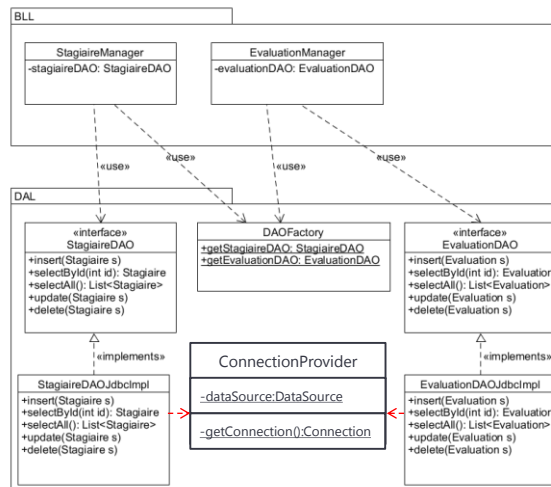 BLL
StagiaireManager
-stagiaireDAO: StagiaireDAO
EvaluationManager
-evaluationDAO: EvaluationDAO
«use»
«use»
«use»
«use»
DAL
«interface»
StagiaireDAO
+insert(Stagiaire s)
+selectById(int id): Stagiaire
+selectAll(): List<Stagiaire>
+update(Stagiaire s)
+delete(Stagiaire s)
DAOFactory
+getStagiaireDAO: StagiaireDAO
+getEvaluationDAO: EvaluationDAO
«interface»
EvaluationDAO
+insert(Evaluation s)
+selectById(int id): Evaluation
+selectAll(): List<Evaluation>
+update(Evaluation s)
+delete(Evaluation s)
«implements»
«implements»
StagiaireDAOJdbcImpl
+insert(Stagiaire s)
+selectById(int id): Stagiaire
+selectAll(): List<Stagiaire>
+update(Stagiaire s)
+delete(Stagiaire s)
ConnectionProvider
-dataSource:DataSource
-getConnection():Connection
EvaluationDAOJdbcImpl
+insert(Evaluation s)
+selectById(int id): Evaluation
+selectAll(): List<Evaluation>
+update(Evaluation s)
+delete(Evaluation s)